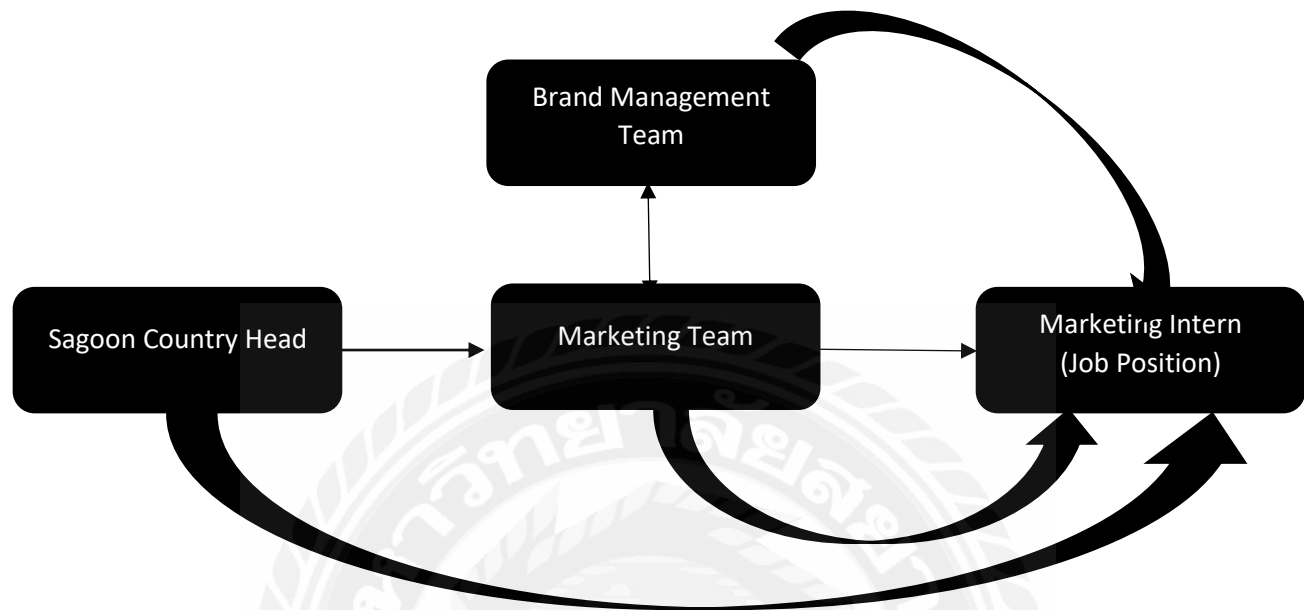 Brand Management
Team
Sagoon Country Head
Marketing Team
Marketing Intern
(Job Position)